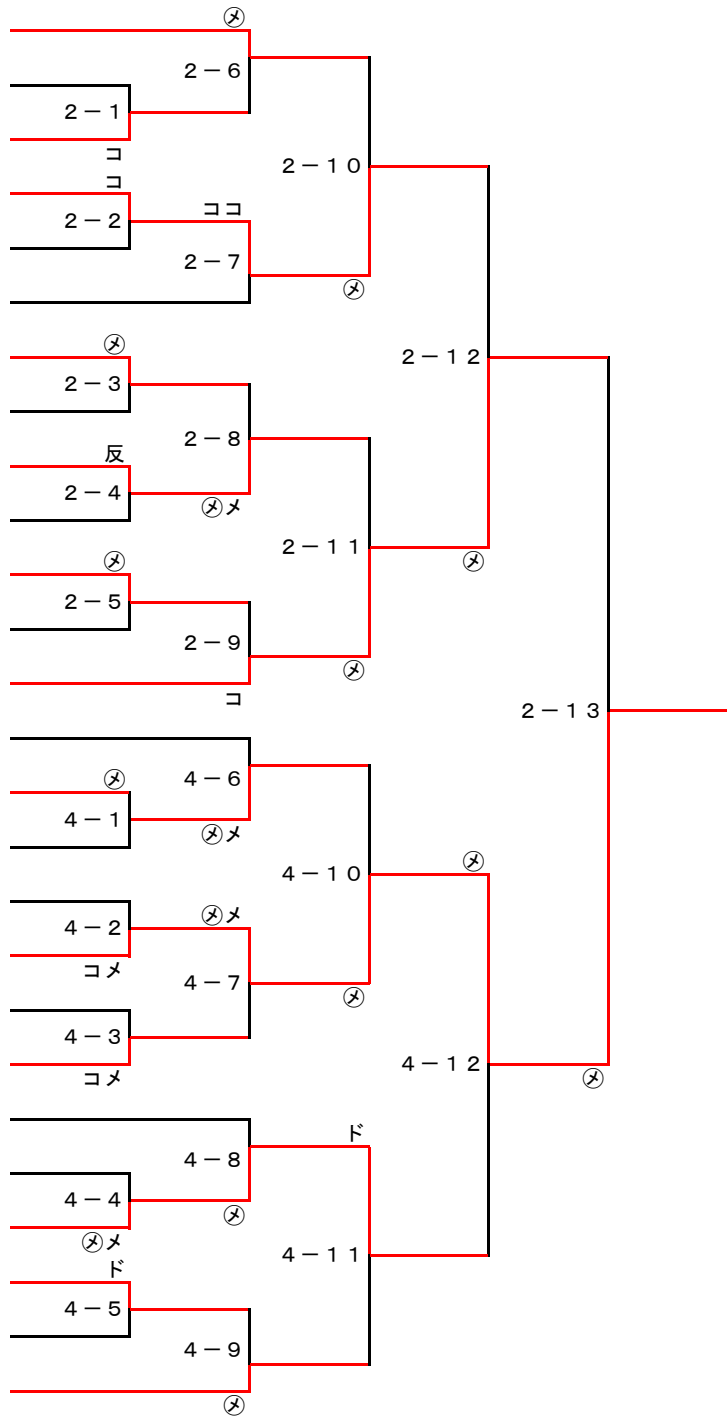 ㋱
２－６
２－１
コ
２－１０
コ
２－２
ココ
２－７
㋱
㋱
２－３
２－１２
２－８
反
２－４
㋱メ
２－１１
㋱
㋱
２－５
２－９
㋱
コ
２－１３
４－６
㋱
４－１
㋱メ
㋱
４－１０
㋱メ
４－２
コメ
４－７
㋱
４－３
４－１２
コメ
㋱
ド
４－８
４－４
㋱
㋱メ
４－１１
ド
４－５
４－９
㋱